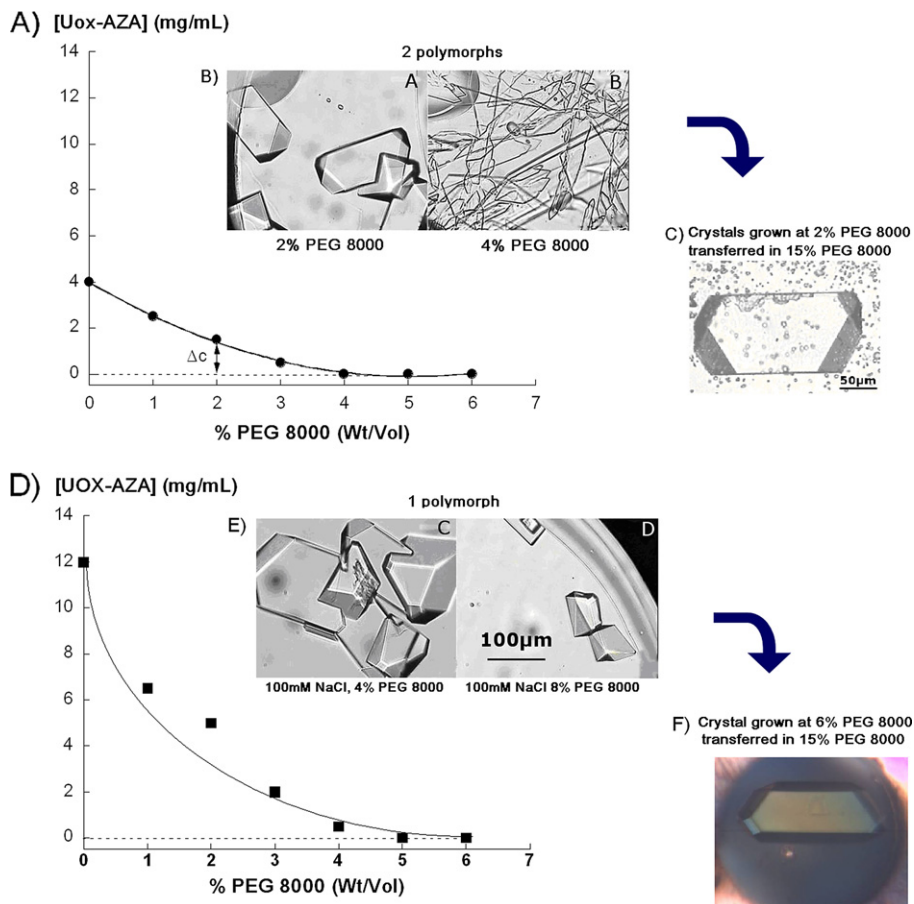 A) [Uox-AZA] (mg/mL)
14
12
10
8
6
4
2
0
0 1 2 3 4 5 6 7
% PEG 8000 (Wt/Vol)
Δc
2 polymorphs
B) A B
2% PEG 8000 4% PEG 8000
C) Crystals grown at 2% PEG 8000
transferred in 15% PEG 8000
50µm
D) [UOX-AZA] (mg/mL)
14
12
10
8
6
4
2
0
0 1 2 3 4 5 6 7
% PEG 8000 (Wt/Vol)
1 polymorph
E) C D
100µm
100mM NaCl, 4% PEG 8000 100mM NaCl 8% PEG 8000
F) Crystal grown at 6% PEG 8000
transferred in 15% PEG 8000